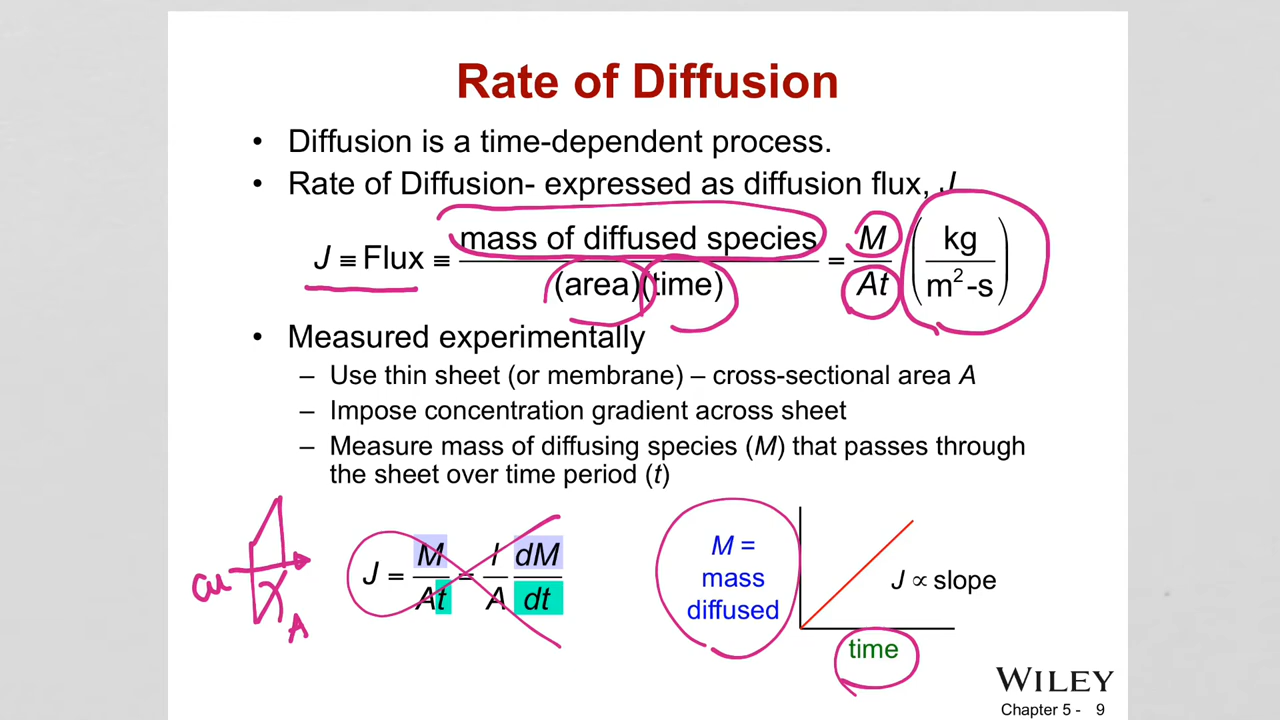 Rate of Diffusion
• Diffusion is a time-dependent process.
• Rate of Diffusion- expressed as diffusion flux, J
J ≡ Flux ≡ mass of diffused species / (area)(time) = M / At (kg / m²-s)
• Measured experimentally
– Use thin sheet (or membrane) – cross-sectional area A
– Impose concentration gradient across sheet
– Measure mass of diffusing species (M) that passes through
the sheet over time period (t)
Cu
A
J = M / At = l / A dM / dt
M =
mass
diffused
J ∝ slope
time
WILEY
Chapter 5 - 9